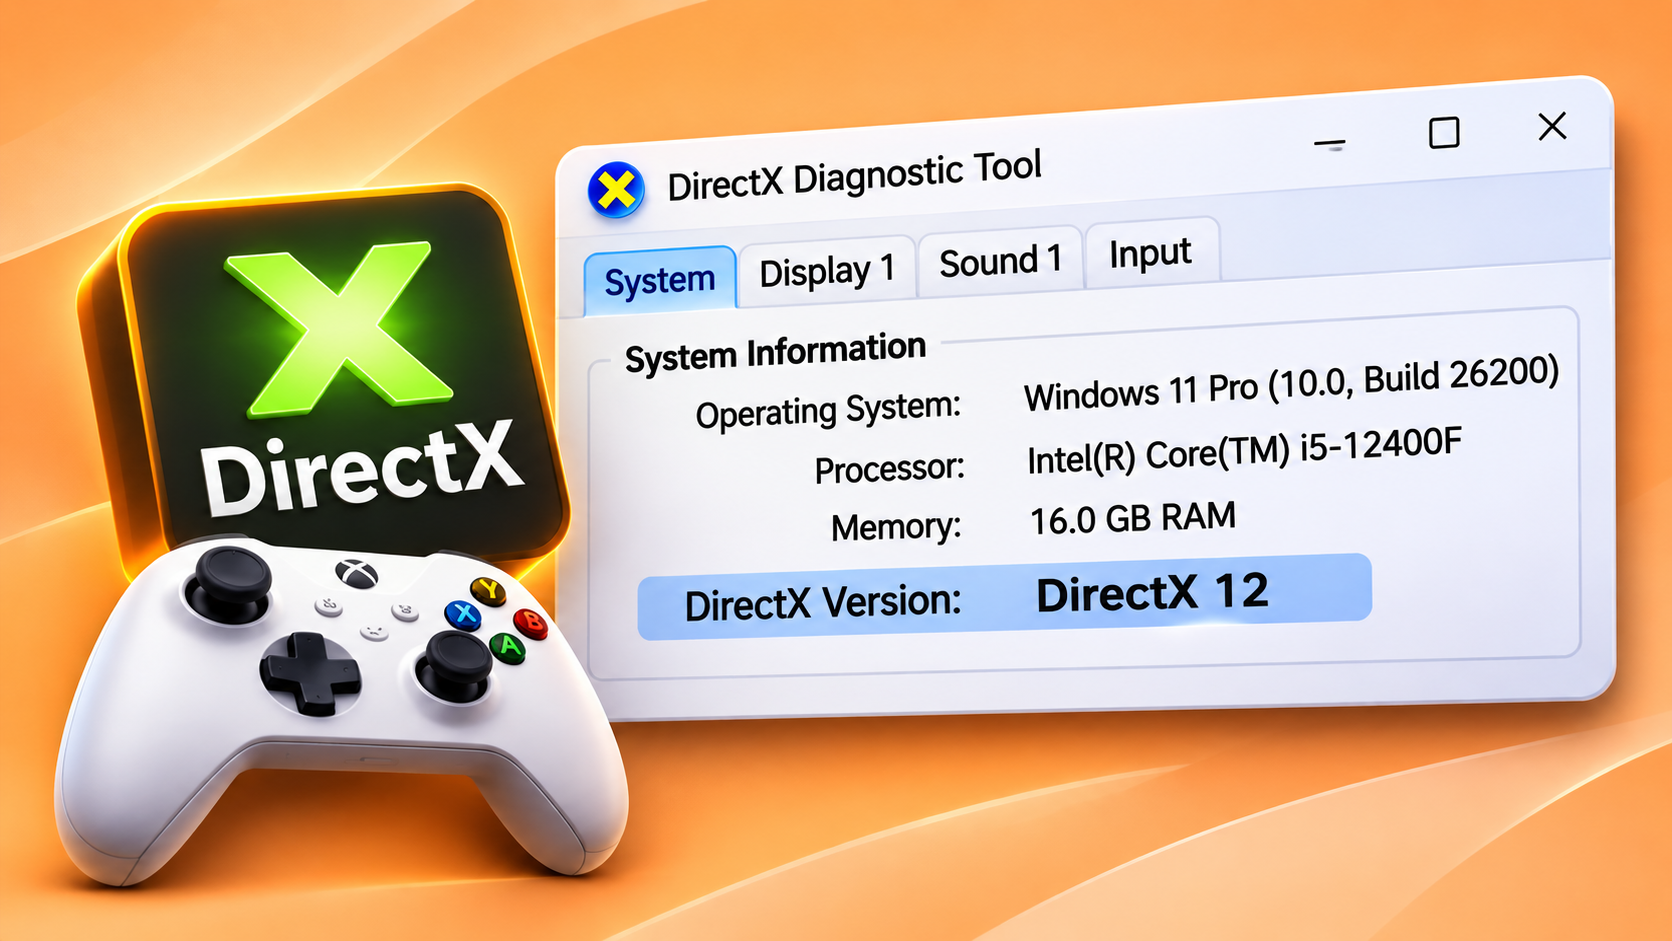 DirectX Diagnostic Tool
System Display 1 Sound 1 Input
System Information
Operating System: Windows 11 Pro (10.0, Build 26200)
Processor: Intel(R) Core(TM) i5-12400F
Memory: 16.0 GB RAM
DirectX Version: DirectX 12
X
DirectX
Y
X
B
A